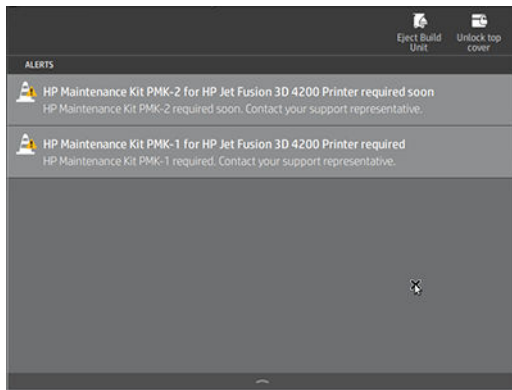 Eject Build
Unit
Unlock top
cover
ALERTS
HP Maintenance Kit PMK-2 for HP Jet Fusion 3D 4200 Printer required soon
HP Maintenance Kit PMK-2 required soon. Contact your support representative.
HP Maintenance Kit PMK-1 for HP Jet Fusion 3D 4200 Printer required
HP Maintenance Kit PMK-1 required. Contact your support representative.